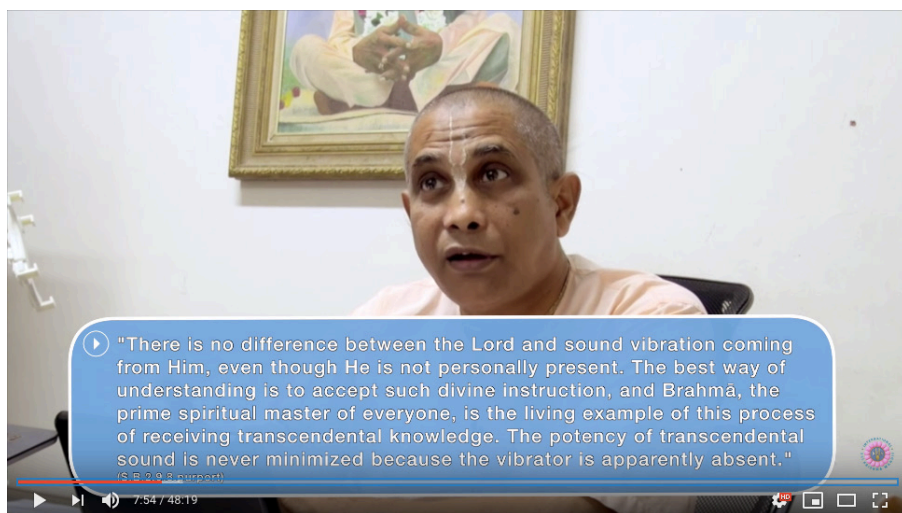 "There is no difference between the Lord and sound vibration coming
from Him, even though He is not personally present. The best way of
understanding is to accept such divine instruction, and Brahmā, the
prime spiritual master of everyone, is the living example of this process
of receiving transcendental knowledge. The potency of transcendental
sound is never minimized because the vibrator is apparently absent."
(S.B 2.9.8 purport)
7:54 / 48:19
HD